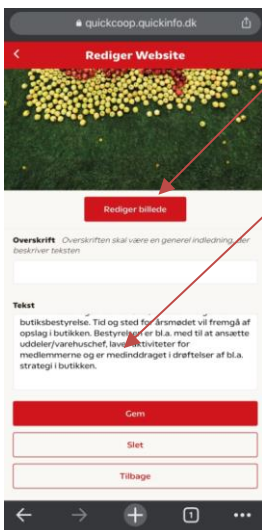 quickcoop.quickinfo.dk
Rediger Website
Rediger billede
Overskrift Overskriften skal være en generel indledning, der
beskriver teksten
Tekst
butiksbestyrelse. Tid og sted for årsmødet vil fremgå af
opslag i butikken. Bestyrelsen er bl.a. med til at ansætte
uddeler/varehuschef, laver aktiviteter for
medlemmerne og er medinddraget i drøftelser af bl.a.
strategi i butikken.
Gem
Slet
Tilbage
1